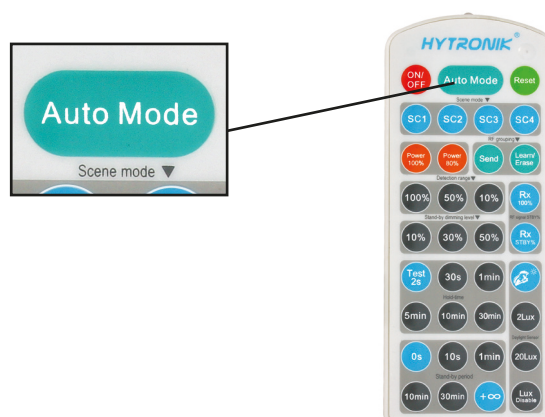 Auto Mode
Scene mode ▼
HYTRONIK®
ON/
OFF
Auto Mode
Reset
Scene mode ▼
SC1 SC2 SC3 SC4
RF grouping ▼
Power
100%
Power
80%
Send
Learn/
Erase
Detection range ▼
100% 50% 10%
Rx
100%
Stand-by dimming level ▼
10% 30% 50%
Rx
STBY%
Test
2s
30s 1min
Hold-time
5min 10min 30min 2Lux
Daylight Sensor
0s 10s 1min 20Lux
Stand-by period
10min 30min +∞
Lux
Disable